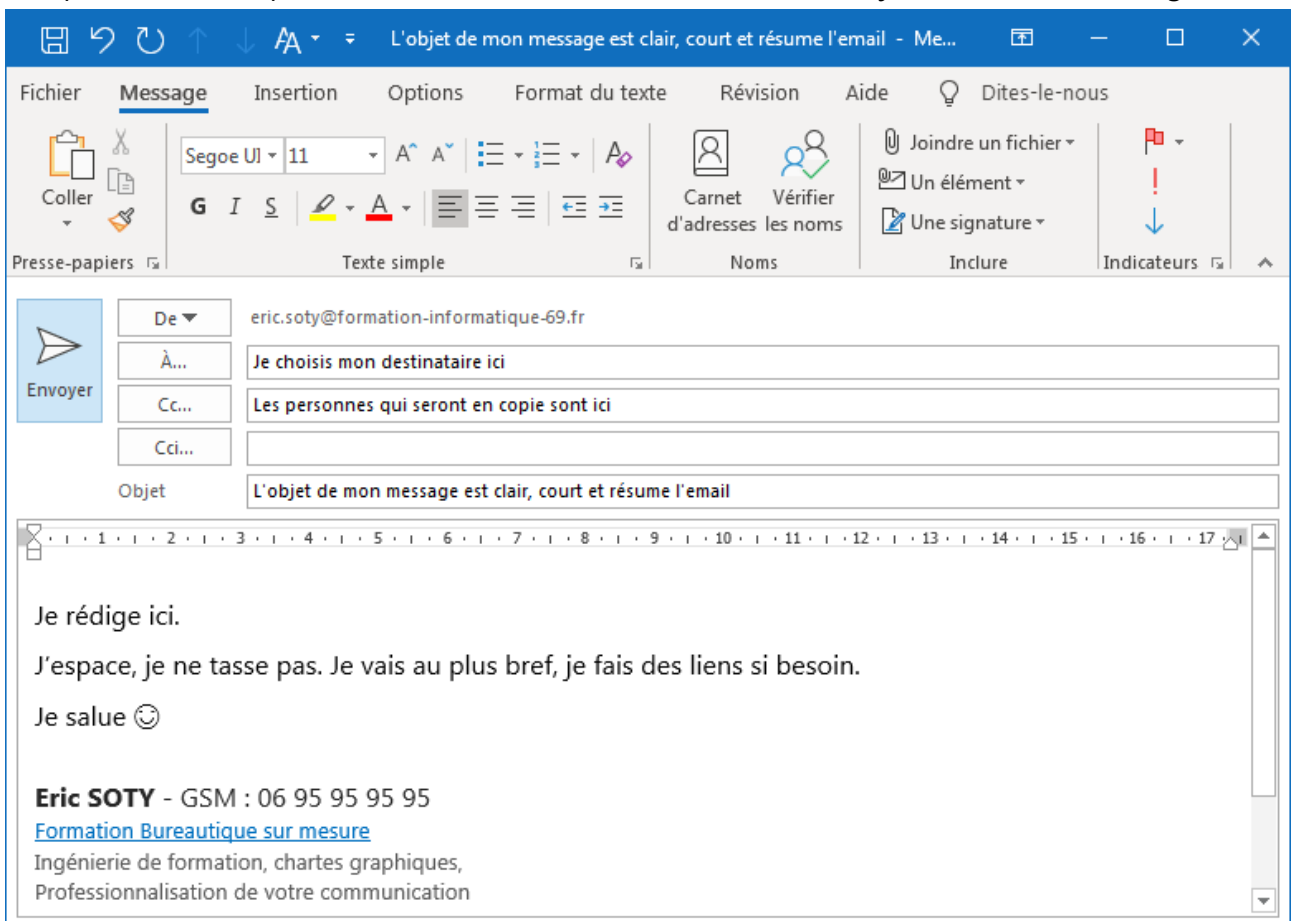 L'objet de mon message est clair, court et résume l'email - Me...
Fichier Message Insertion Options Format du texte Révision Aide Dites-le-nous
Coller
Segoe UI 11
G I S A
Carnet d'adresses
Vérifier les noms
Joindre un fichier
Un élément
Une signature
Presse-papiers Texte simple Noms Inclure Indicateurs
Envoyer
De eric.soty@formation-informatique-69.fr
À... Je choisis mon destinataire ici
Cc... Les personnes qui seront en copie sont ici
Cci...
Objet L'objet de mon message est clair, court et résume l'email
1 2 3 4 5 6 7 8 9 10 11 12 13 14 15 16 17
Je rédige ici.
J'espace, je ne tasse pas. Je vais au plus bref, je fais des liens si besoin.
Je salue ☺
Eric SOTY - GSM : 06 95 95 95 95
Formation Bureautique sur mesure
Ingénierie de formation, chartes graphiques,
Professionnalisation de votre communication